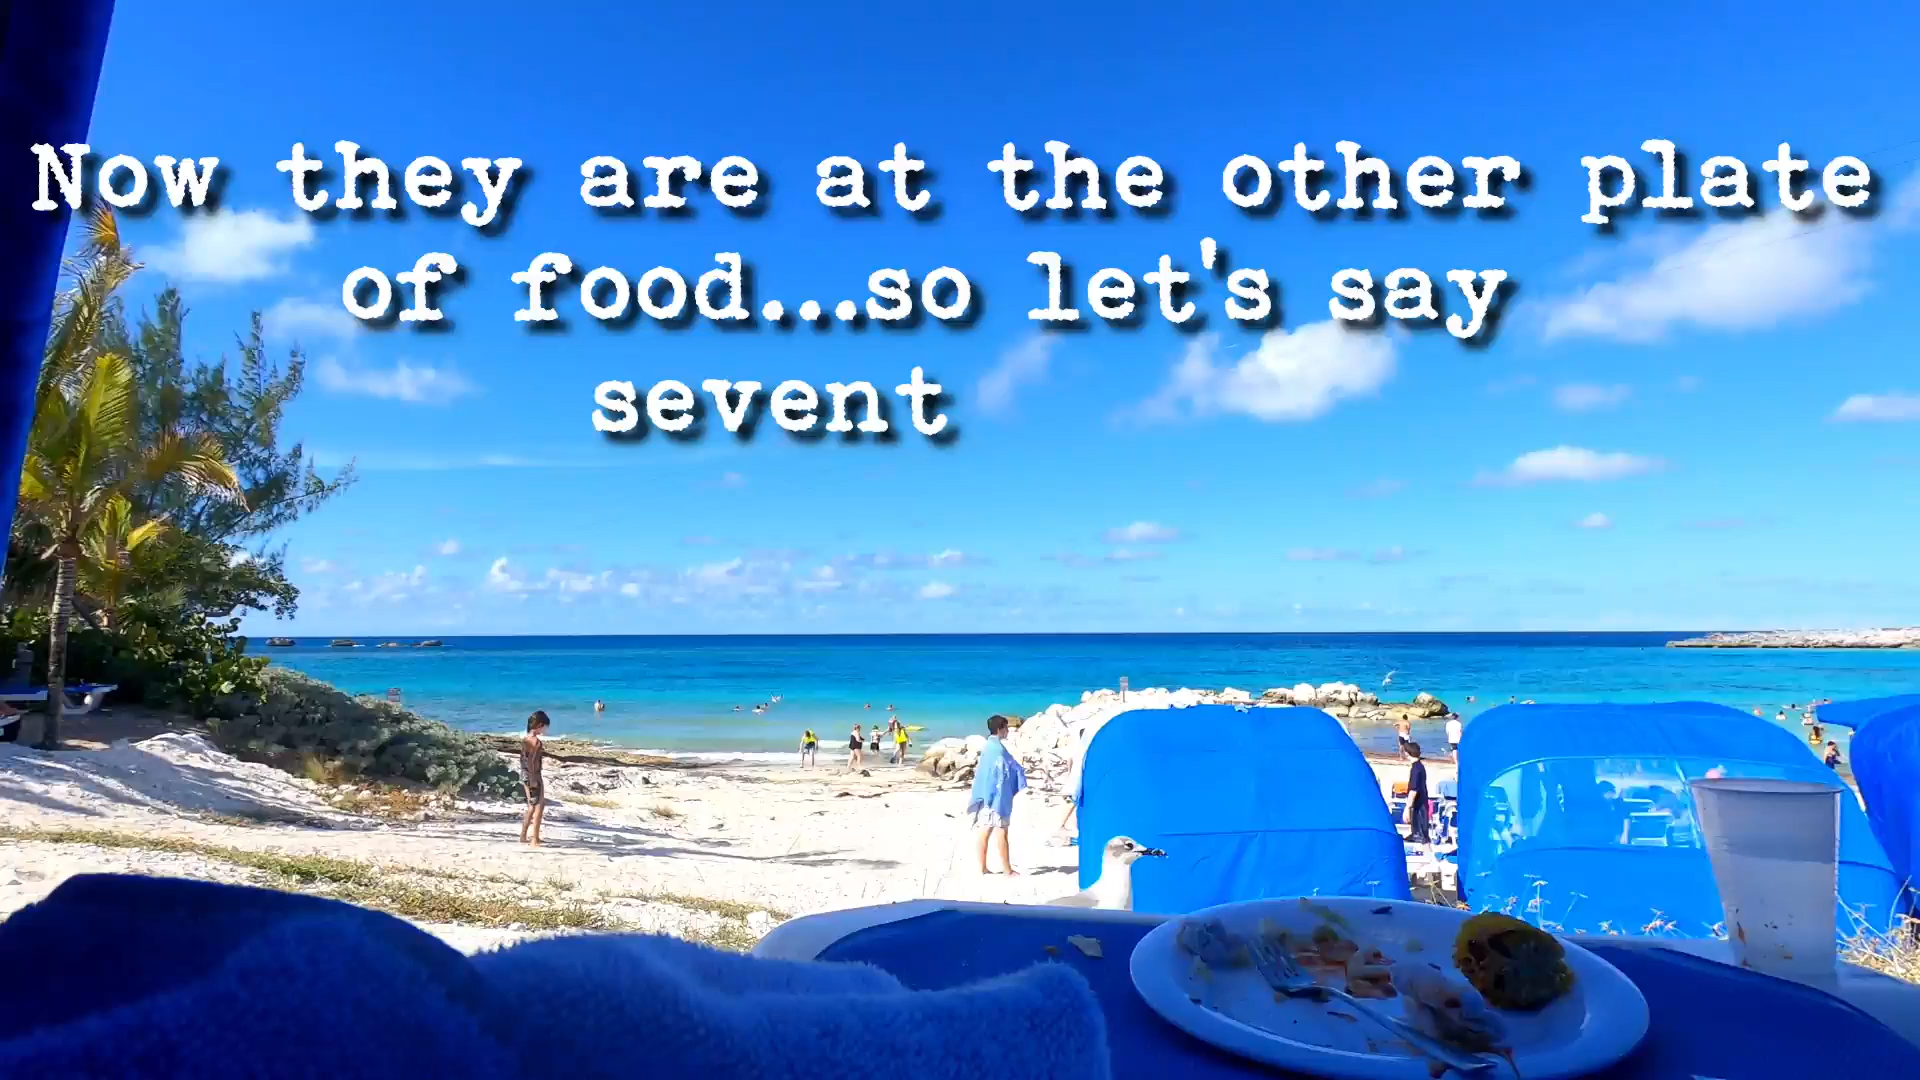 Now they are at the other plate
of food...so let's say
sevent